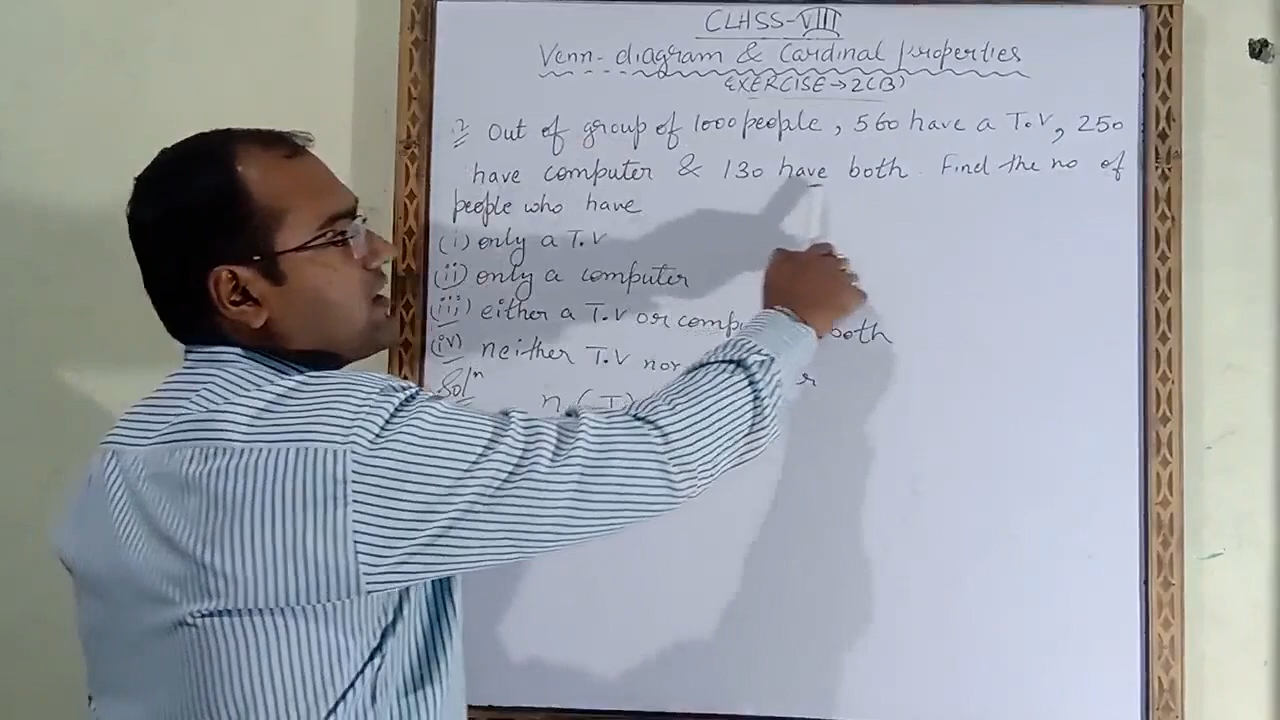 CLASS-VIII
Venn-diagram & Cardinal Properties
EXERCISE→2(B)
Q Out of group of 1000 people, 560 have a T.V, 250
have computer & 130 have both. Find the no of
people who have
(i) only a T.V
(ii) only a computer
(iii) either a T.V or both
(iv) neither T.V nor
Solⁿ n(T)